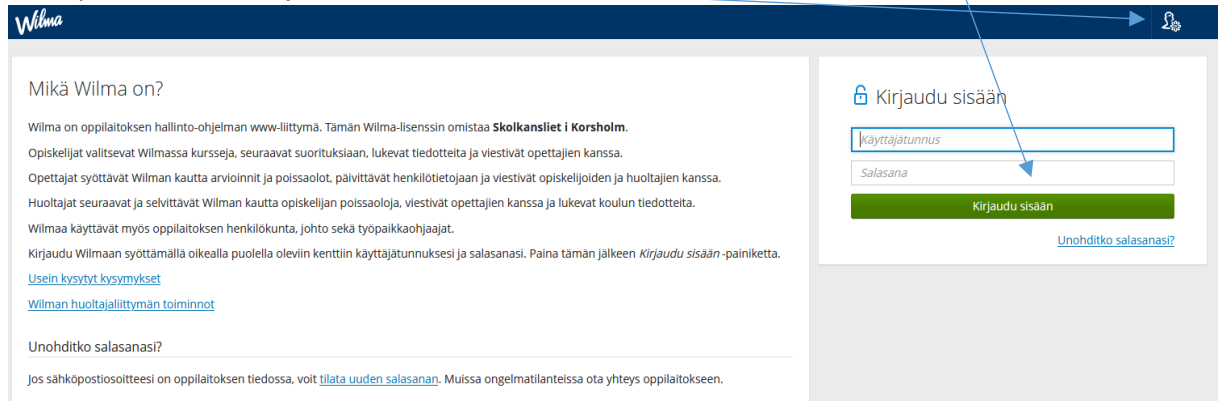 Wilma
Mikä Wilma on?
Wilma on oppilaitoksen hallinto-ohjelman www-liittymä. Tämän Wilma-lisenssin omistaa Skolkansliet i Korsholm.
Opiskelijat valitsevat Wilmassa kursseja, seuraavat suorituksiaan, lukevat tiedotteita ja viestivät opettajien kanssa.
Opettajat syöttävät Wilman kautta arvioinnit ja poissaolot, päivittävät henkilötietojaan ja viestivät opiskelijoiden ja huoltajien kanssa.
Huoltajat seuraavat ja selvittävät Wilman kautta opiskelijan poissaoloja, viestivät opettajien kanssa ja lukevat koulun tiedotteita.
Wilmaa käyttävät myös oppilaitoksen henkilökunta, johto sekä työpaikkaohjaajat.
Kirjaudu Wilmaan syöttämällä oikealla puolella oleviin kenttiin käyttäjätunnuksesi ja salasanasi. Paina tämän jälkeen Kirjaudu sisään -painiketta.
Usein kysytyt kysymykset
Wilman huoltajaliittymän toiminnot
Unohditko salasanasi?
Jos sähköpostiosoitteesi on oppilaitoksen tiedossa, voit tilata uuden salasanan. Muissa ongelmatilanteissa ota yhteys oppilaitokseen.
Kirjaudu sisään
Käyttäjätunnus
Salasana
Kirjaudu sisään
Unohditko salasanasi?